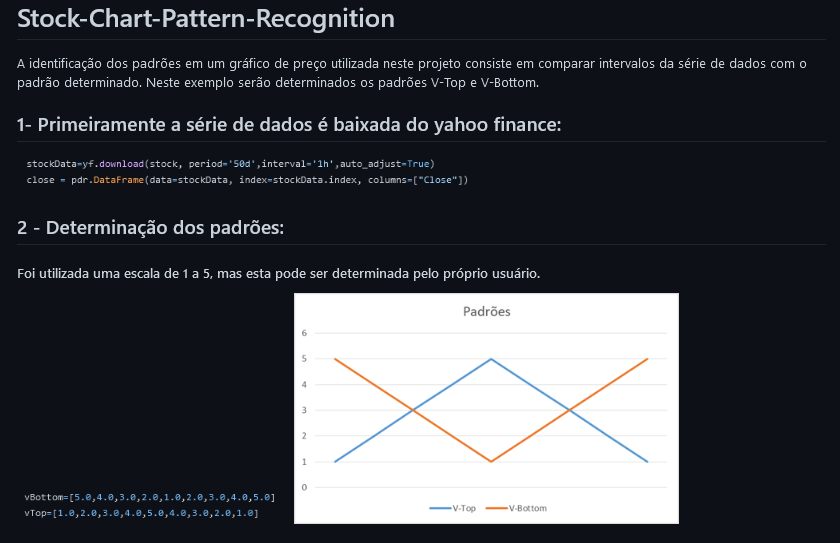 Stock-Chart-Pattern-Recognition
A identificação dos padrões em um gráfico de preço utilizada neste projeto consiste em comparar intervalos da série de dados com o
padrão determinado. Neste exemplo serão determinados os padrões V-Top e V-Bottom.
1- Primeiramente a série de dados é baixada do yahoo finance:
stockData=yf.download(stock, period='50d',interval='1h',auto_adjust=True)
close = pdr.DataFrame(data=stockData, index=stockData.index, columns=["Close"])
2 - Determinação dos padrões:
Foi utilizada uma escala de 1 a 5, mas esta pode ser determinada pelo próprio usuário.
Padrões
6
5
4
3
2
1
0
V-Top V-Bottom
vBottom=[5.0,4.0,3.0,2.0,1.0,2.0,3.0,4.0,5.0]
vTop=[1.0,2.0,3.0,4.0,5.0,4.0,3.0,2.0,1.0]